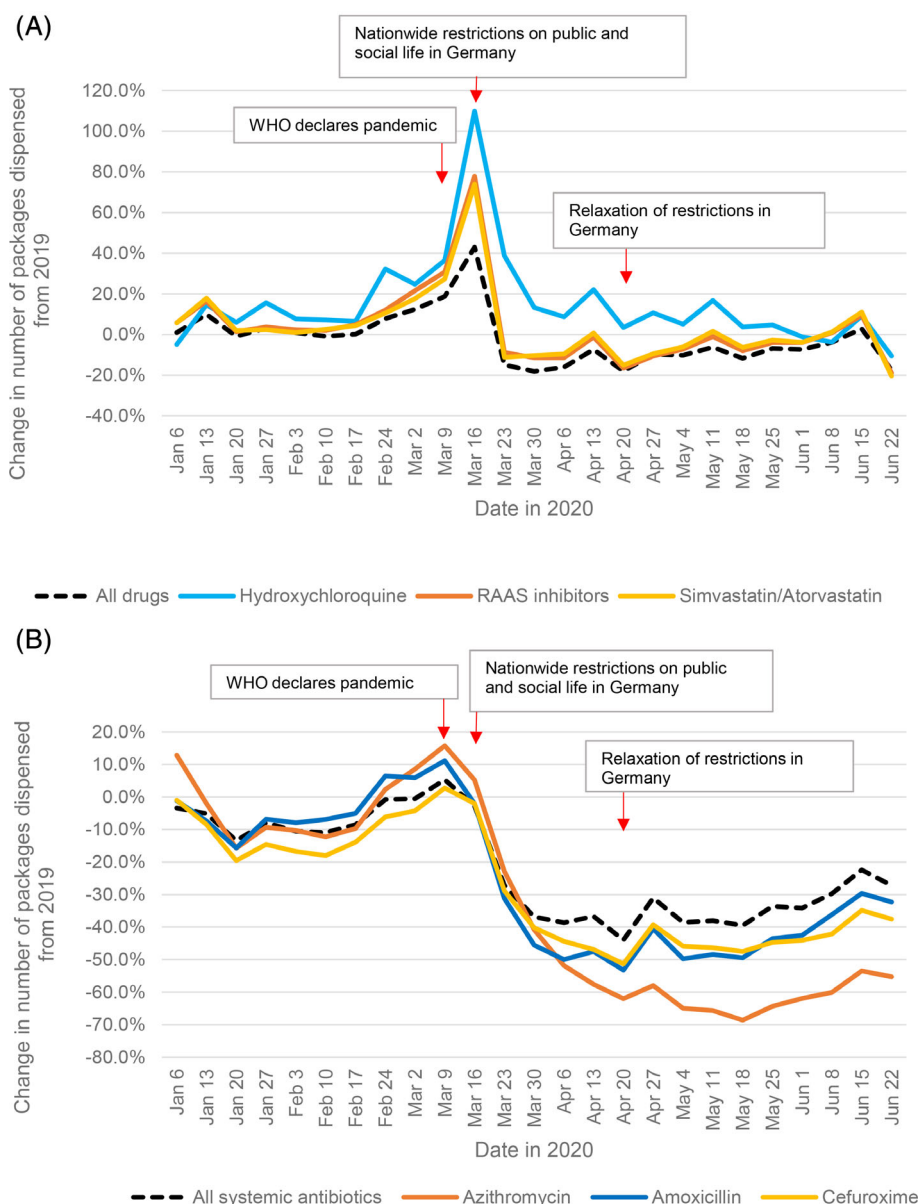 (A)
Nationwide restrictions on public and
social life in Germany
WHO declares pandemic
Relaxation of restrictions in
Germany
Change in number of packages dispensed
from 2019
120.0%
100.0%
80.0%
60.0%
40.0%
20.0%
0.0%
-20.0%
-40.0%
Jan 6
Jan 13
Jan 20
Jan 27
Feb 3
Feb 10
Feb 17
Feb 24
Mar 2
Mar 9
Mar 16
Mar 23
Mar 30
Apr 6
Apr 13
Apr 20
Apr 27
May 4
May 11
May 18
May 25
Jun 1
Jun 8
Jun 15
Jun 22
Date in 2020
All drugs Hydroxychloroquine RAAS inhibitors Simvastatin/Atorvastatin
(B)
WHO declares pandemic
Nationwide restrictions on public
and social life in Germany
Relaxation of restrictions in
Germany
Change in number of packages dispensed
from 2019
20.0%
10.0%
0.0%
-10.0%
-20.0%
-30.0%
-40.0%
-50.0%
-60.0%
-70.0%
-80.0%
Jan 6
Jan 13
Jan 20
Jan 27
Feb 3
Feb 10
Feb 17
Feb 24
Mar 2
Mar 9
Mar 16
Mar 23
Mar 30
Apr 6
Apr 13
Apr 20
Apr 27
May 4
May 11
May 18
May 25
Jun 1
Jun 8
Jun 15
Jun 22
Date in 2020
All systemic antibiotics Azithromycin Amoxicillin Cefuroxime